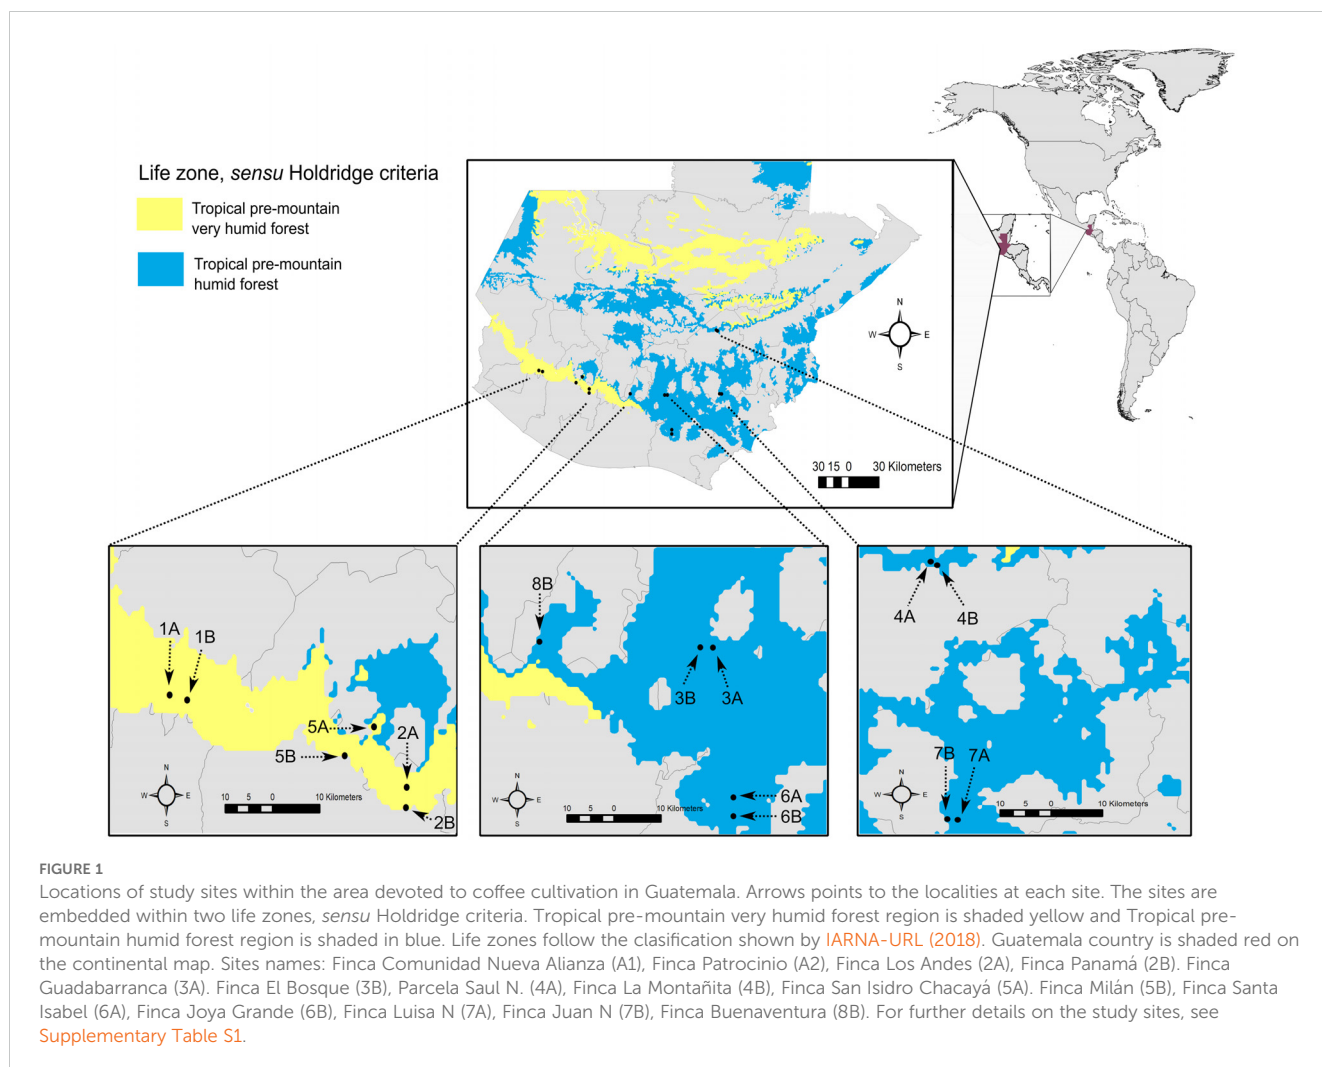 Life zone, sensu Holdridge criteria
Tropical pre-mountain
very humid forest
Tropical pre-mountain
humid forest
N
W E
S
30 15 0 30 Kilometers
1A
1B
5A
2A
5B
2B
N
W E
S
10 5 0 10 Kilometers
8B
3B
3A
6A
6B
N
W E
S
10 5 0 10 Kilometers
4A
4B
7B
7A
N
W E
S
10 5 0 10 Kilometers
FIGURE 1
Locations of study sites within the area devoted to coffee cultivation in Guatemala. Arrows points to the localities at each site. The sites are
embedded within two life zones, sensu Holdridge criteria. Tropical pre-mountain very humid forest region is shaded yellow and Tropical pre-
mountain humid forest region is shaded in blue. Life zones follow the clasification shown by IARNA-URL (2018). Guatemala country is shaded red on
the continental map. Sites names: Finca Comunidad Nueva Alianza (A1), Finca Patrocinio (A2), Finca Los Andes (2A), Finca Panamá (2B). Finca
Guadabarranca (3A). Finca El Bosque (3B), Parcela Saul N. (4A), Finca La Montañita (4B), Finca San Isidro Chacayá (5A). Finca Milán (5B), Finca Santa
Isabel (6A), Finca Joya Grande (6B), Finca Luisa N (7A), Finca Juan N (7B), Finca Buenaventura (8B). For further details on the study sites, see
Supplementary Table S1.